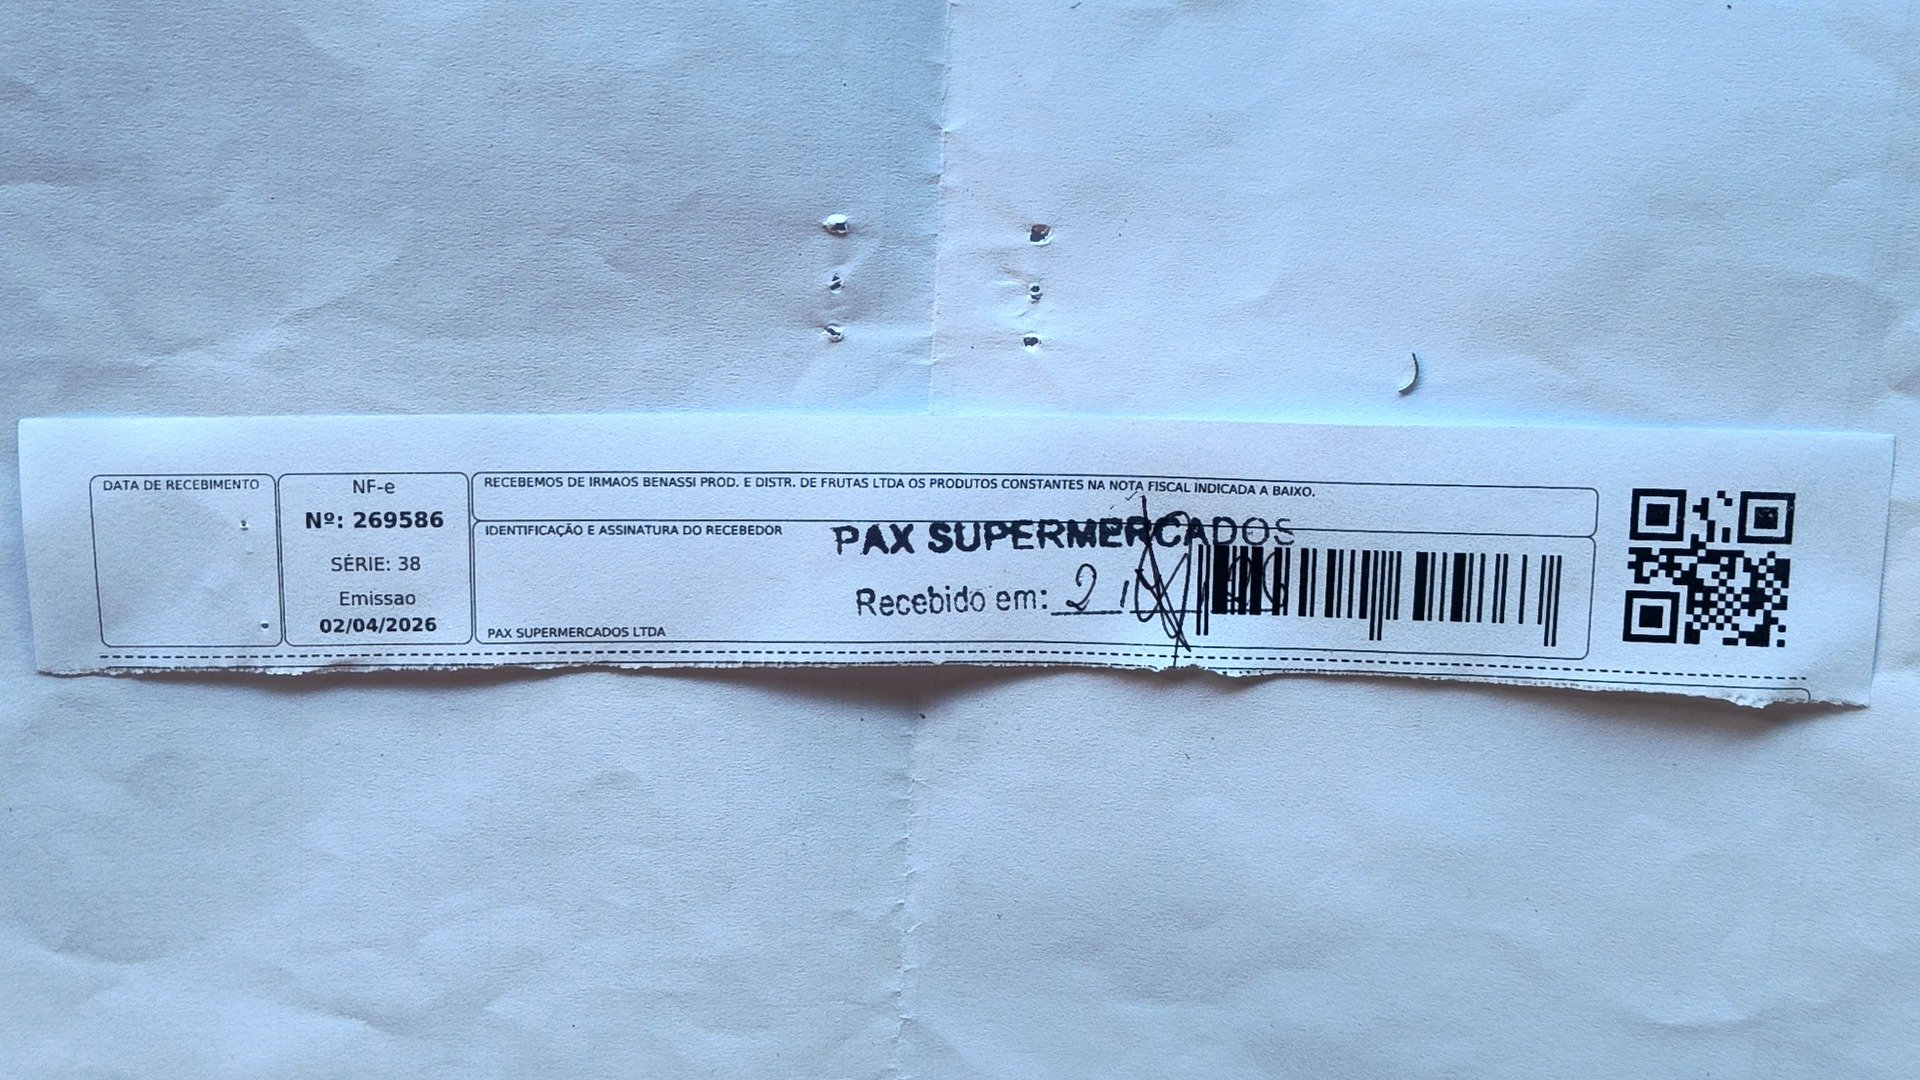 DATA DE RECEBIMENTO
NF-e
Nº: 269586
SÉRIE: 38
Emissao
02/04/2026
RECEBEMOS DE IRMAOS BENASSI PROD. E DISTR. DE FRUTAS LTDA OS PRODUTOS CONSTANTES NA NOTA FISCAL INDICADA A BAIXO.
IDENTIFICAÇÃO E ASSINATURA DO RECEBEDOR
PAX SUPERMERCADOS
Recebido em: 2
PAX SUPERMERCADOS LTDA